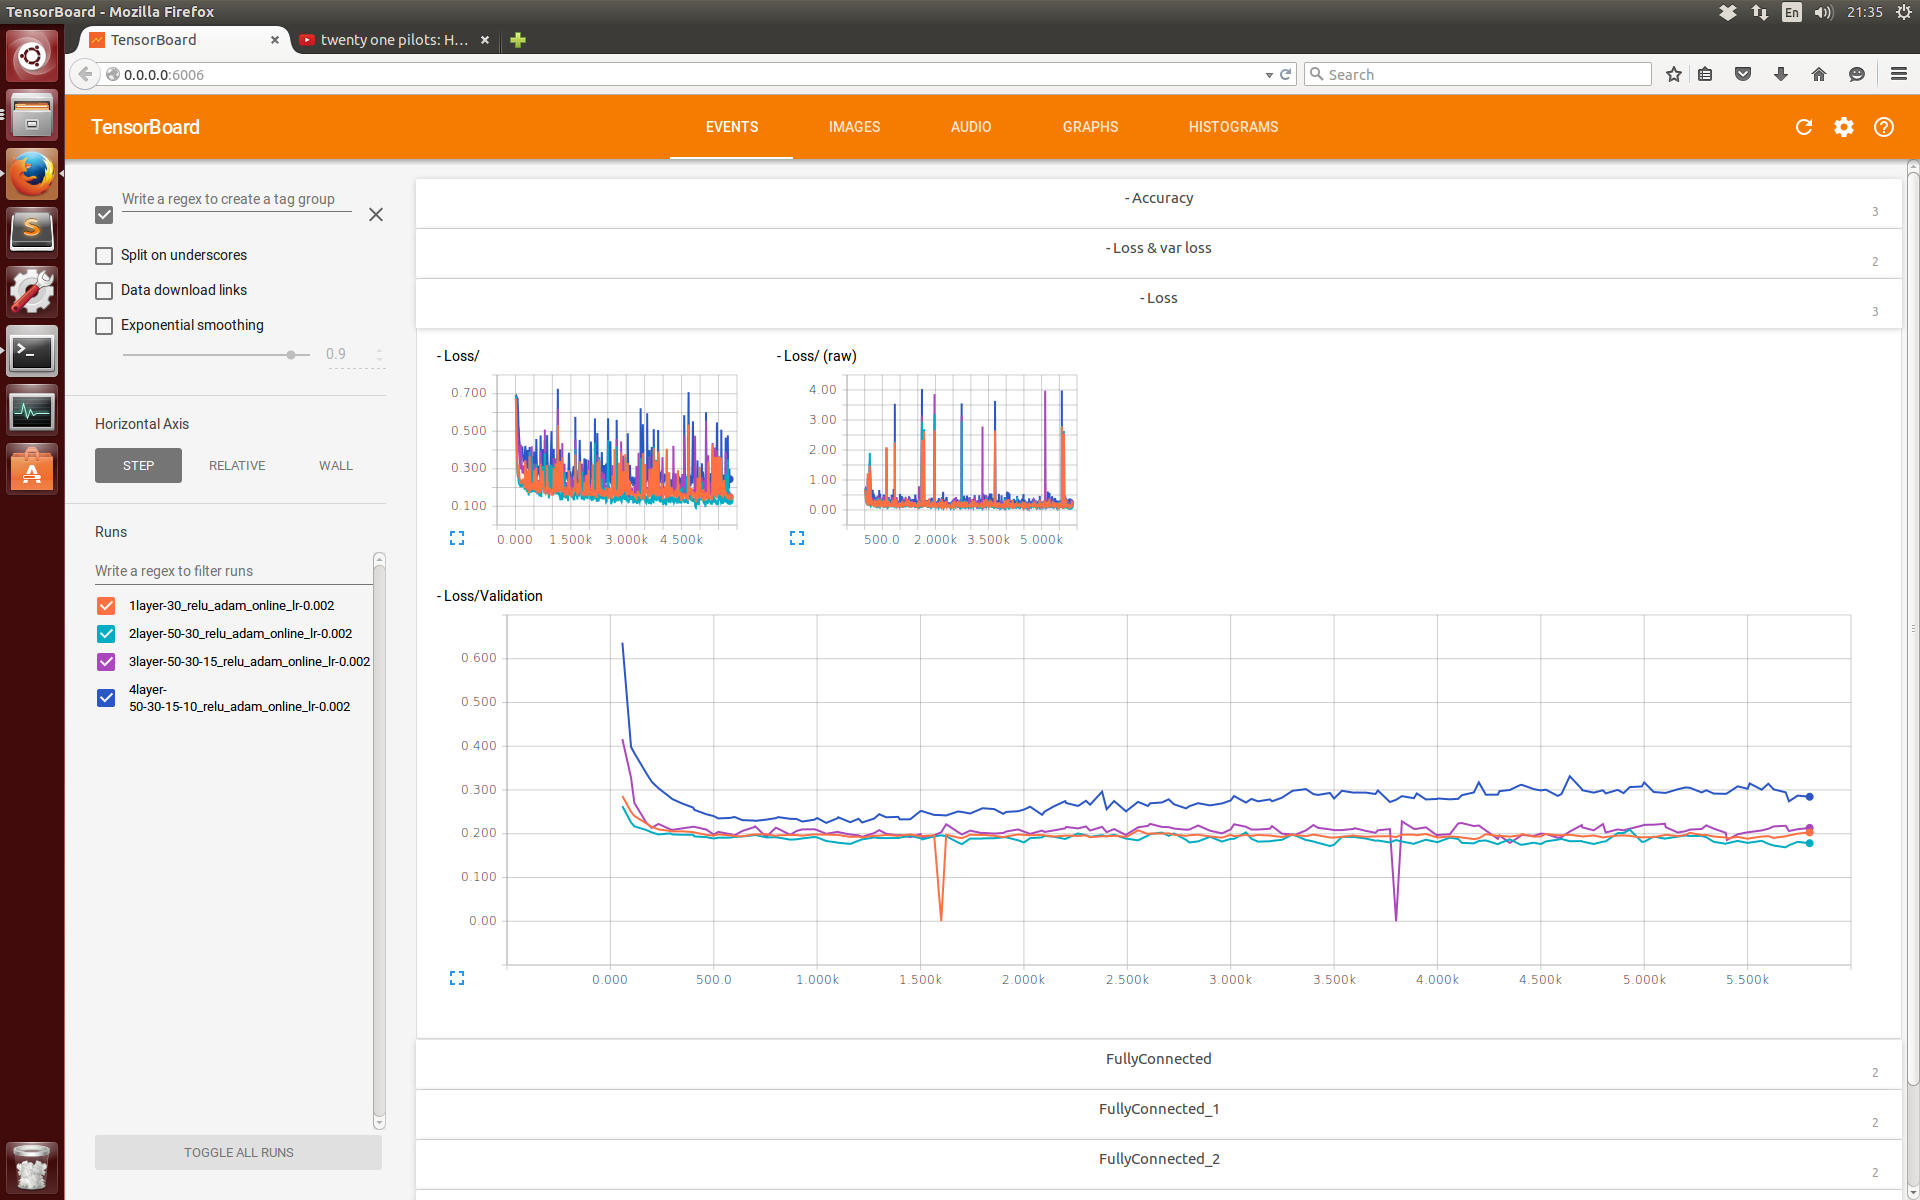 TensorBoard - Mozilla Firefox
En
21:35
TensorBoard
twenty one pilots: H...
0.0.0.0:6006
Search
TensorBoard
EVENTS
IMAGES
AUDIO
GRAPHS
HISTOGRAMS
Write a regex to create a tag group
Split on underscores
Data download links
Exponential smoothing
0.9
Horizontal Axis
STEP
RELATIVE
WALL
Runs
Write a regex to filter runs
1layer-30_relu_adam_online_lr-0.002
2layer-50-30_relu_adam_online_lr-0.002
3layer-50-30-15_relu_adam_online_lr-0.002
4layer-
50-30-15-10_relu_adam_online_lr-0.002
TOGGLE ALL RUNS
- Accuracy
3
- Loss & var loss
2
- Loss
3
- Loss/
0.700
0.500
0.300
0.100
0.000 1.500k 3.000k 4.500k
- Loss/ (raw)
4.00
3.00
2.00
1.00
0.00
500.0 2.000k 3.500k 5.000k
- Loss/Validation
0.600
0.500
0.400
0.300
0.200
0.100
0.00
0.000 500.0 1.000k 1.500k 2.000k 2.500k 3.000k 3.500k 4.000k 4.500k 5.000k 5.500k
FullyConnected
2
FullyConnected_1
2
FullyConnected_2
2